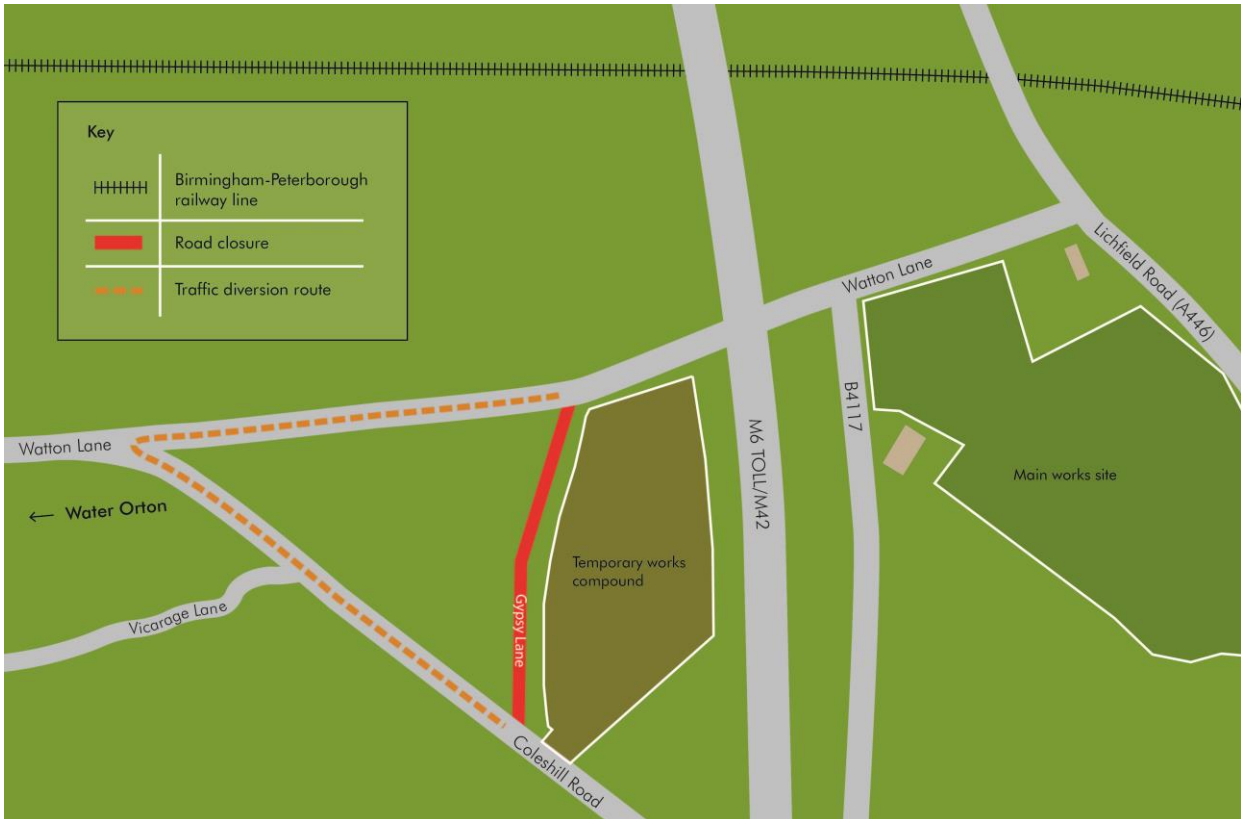 Key
Birmingham-Peterborough
railway line
Road closure
Traffic diversion route
Lichfield Road (A446)
Watton Lane
B4117
M6 TOLL/M42
Main works site
Watton Lane
← Water Orton
Temporary works
compound
Gypsy Lane
Vicarage Lane
Coleshill Road